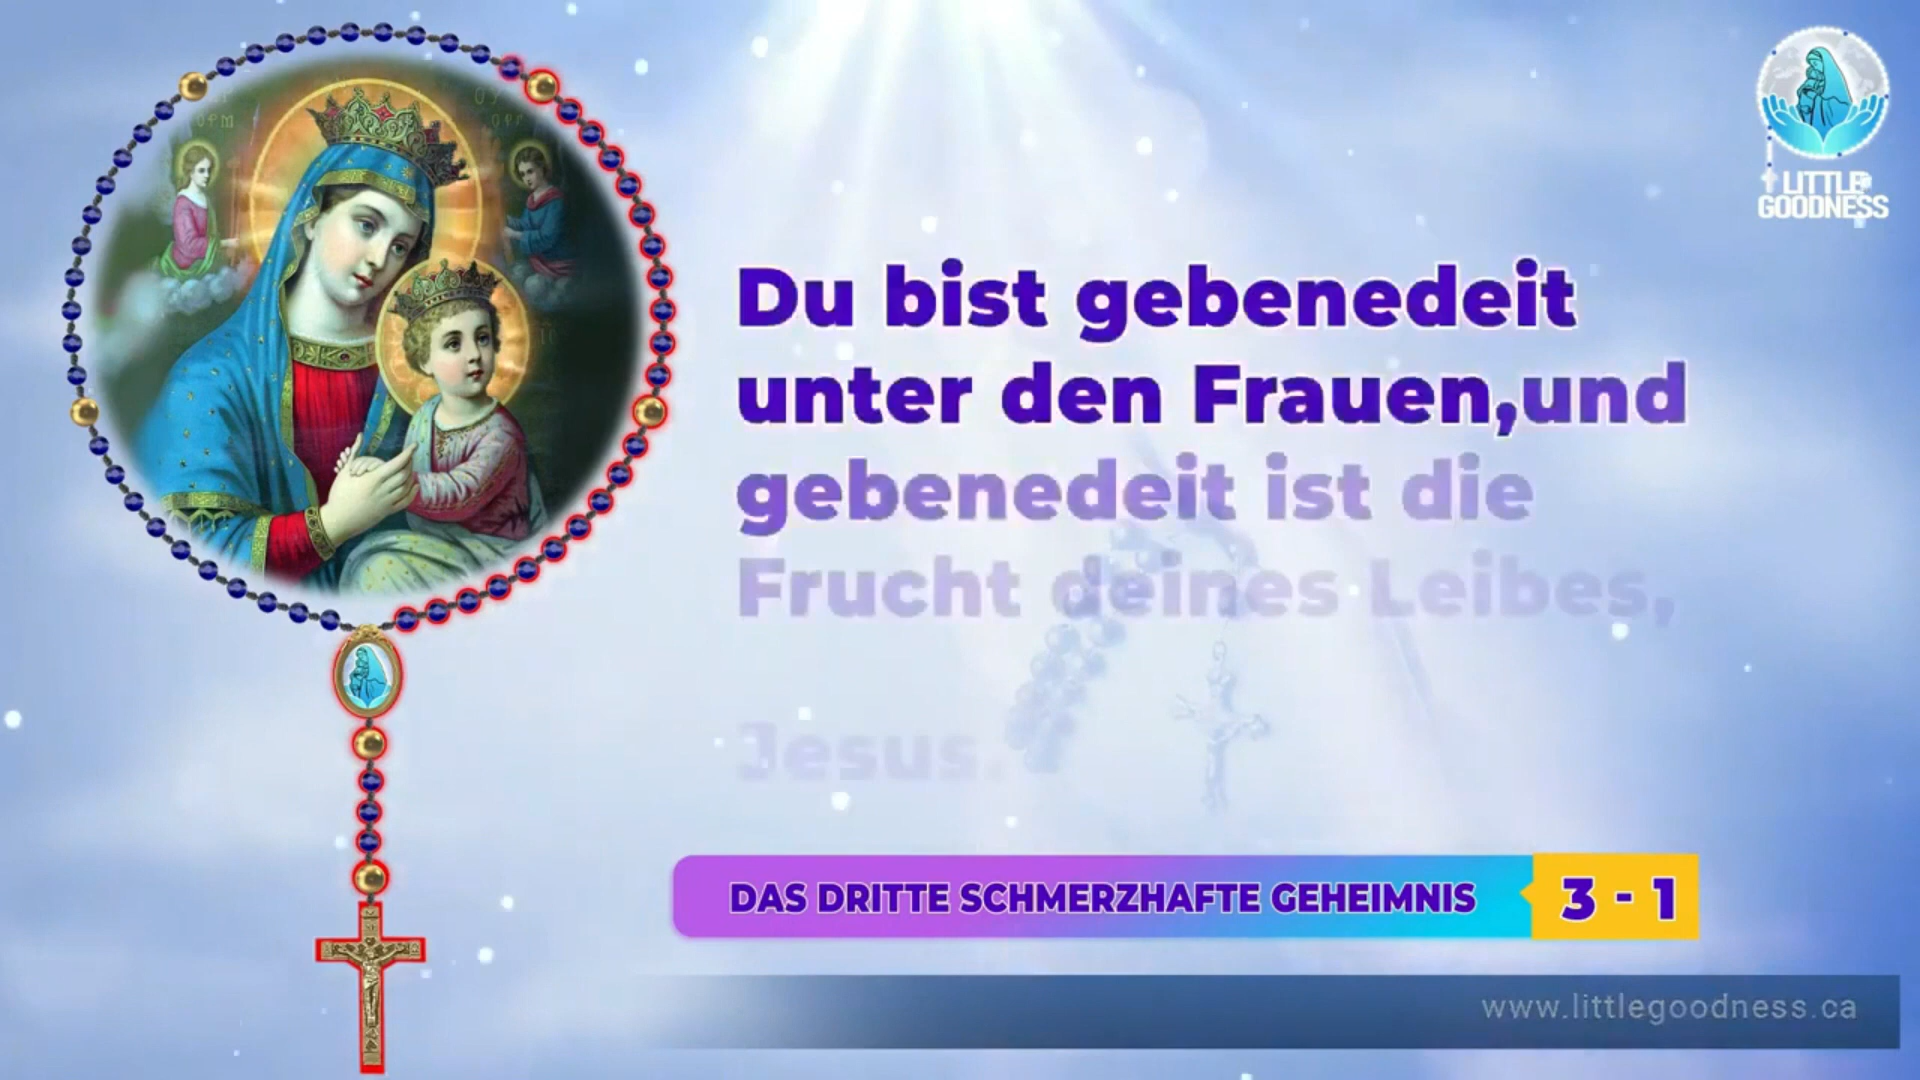 LITTLE
GOODNESS
Du bist gebenedeit
unter den Frauen,und
gebenedeit ist die
Frucht deines Leibes,
Jesus.
DAS DRITTE SCHMERZHAFTE GEHEIMNIS
3 - 1
www.littlegoodness.ca